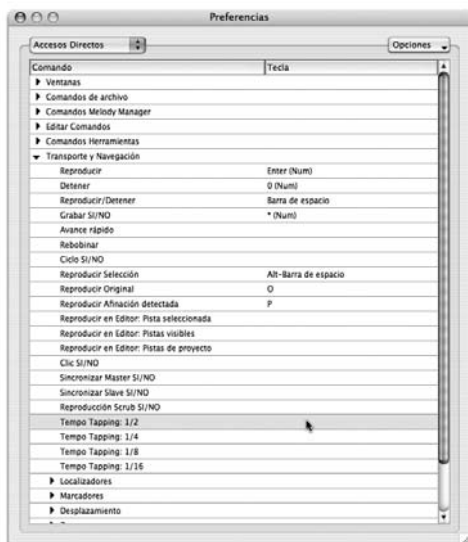 Preferencias
Accesos Directos
Opciones
Comando Tecla
Ventanas
Comandos de archivo
Comandos Melody Manager
Editar Comandos
Comandos Herramientas
Transporte y Navegación
Reproducir Enter (Num)
Detener 0 (Num)
Reproducir/Detener Barra de espacio
Grabar SI/NO * (Num)
Avance rápido
Rebobinar
Ciclo SI/NO
Reproducir Selección Alt-Barra de espacio
Reproducir Original O
Reproducir Afinación detectada P
Reproducir en Editor: Pista seleccionada
Reproducir en Editor: Pistas visibles
Reproducir en Editor: Pistas de proyecto
Clic SI/NO
Sincronizar Master SI/NO
Sincronizar Slave SI/NO
Reproducción Scrub SI/NO
Tempo Tapping: 1/2
Tempo Tapping: 1/4
Tempo Tapping: 1/8
Tempo Tapping: 1/16
Localizadores
Marcadores
Desplazamiento